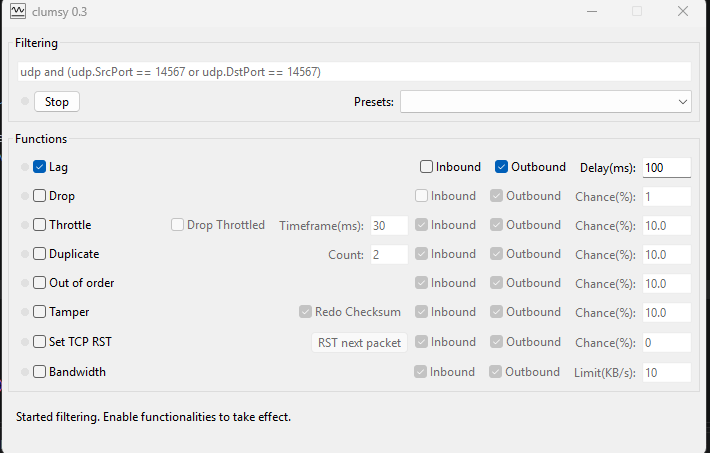 clumsy 0.3
Filtering
udp and (udp.SrcPort == 14567 or udp.DstPort == 14567)
Stop Presets:
Functions
Lag Inbound Outbound Delay(ms): 100
Drop Inbound Outbound Chance(%): 1
Throttle Drop Throttled Timeframe(ms): 30 Inbound Outbound Chance(%): 10.0
Duplicate Count: 2 Inbound Outbound Chance(%): 10.0
Out of order Inbound Outbound Chance(%): 10.0
Tamper Redo Checksum Inbound Outbound Chance(%): 10.0
Set TCP RST RST next packet Inbound Outbound Chance(%): 0
Bandwidth Inbound Outbound Limit(KB/s): 10
Started filtering. Enable functionalities to take effect.